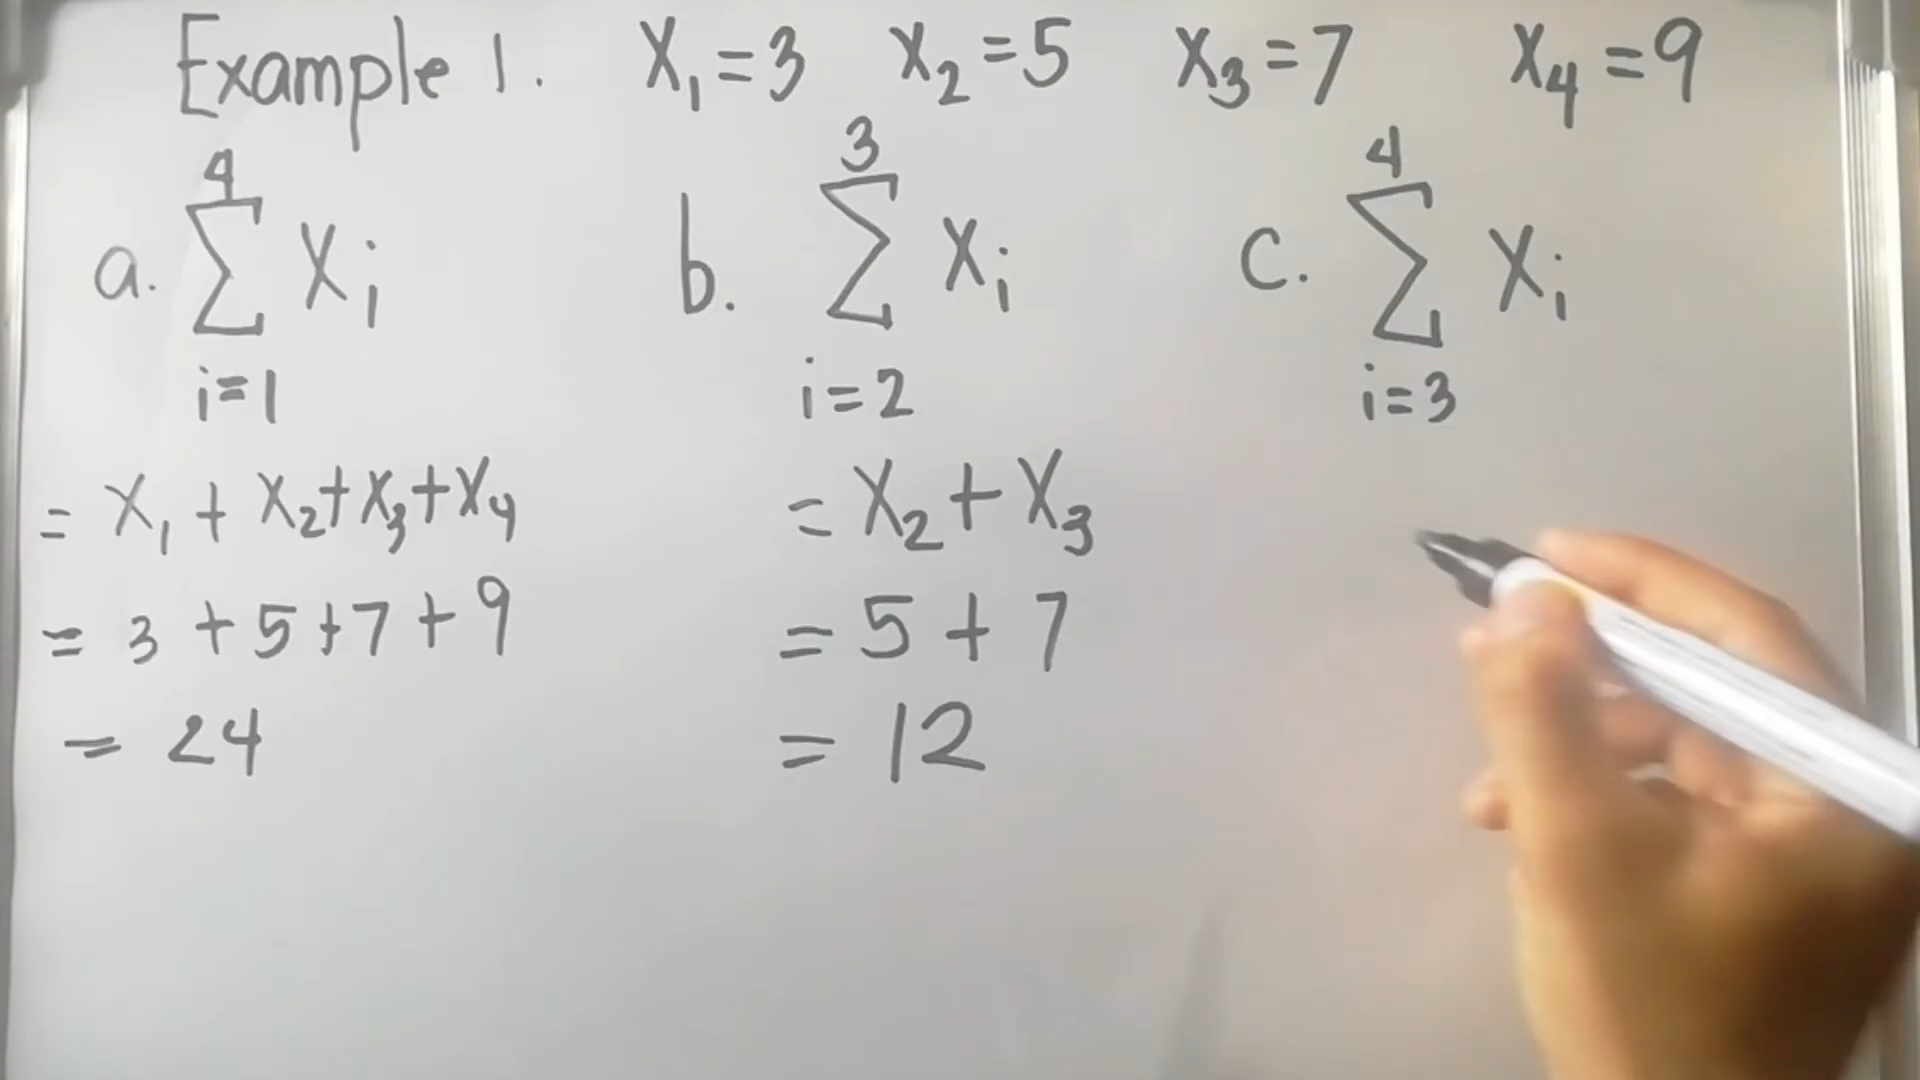 Example 1. X₁=3 X₂=5 X₃=7 X₄=9
4 3 4
a. ∑ Xᵢ b. ∑ Xᵢ c. ∑ Xᵢ
i=1 i=2 i=3
= X₁ + X₂+X₃+X₄ = X₂+X₃
= 3 + 5+7+9 = 5 + 7
= 24 = 12